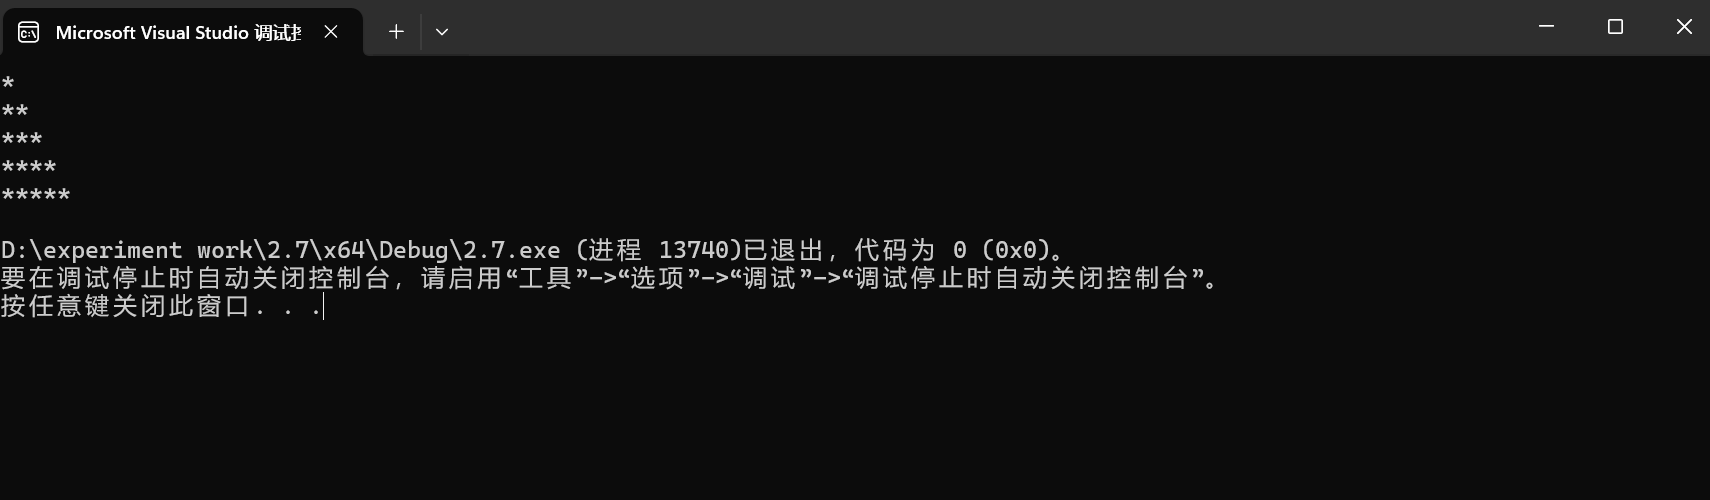 Microsoft Visual Studio 调试
*
**
***
****
*****
D:\experiment work\2.7\x64\Debug\2.7.exe (进程 13740)已退出，代码为 0 (0x0)。
要在调试停止时自动关闭控制台，请启用“工具”->“选项”->“调试”->“调试停止时自动关闭控制台”。
按任意键关闭此窗口. . .